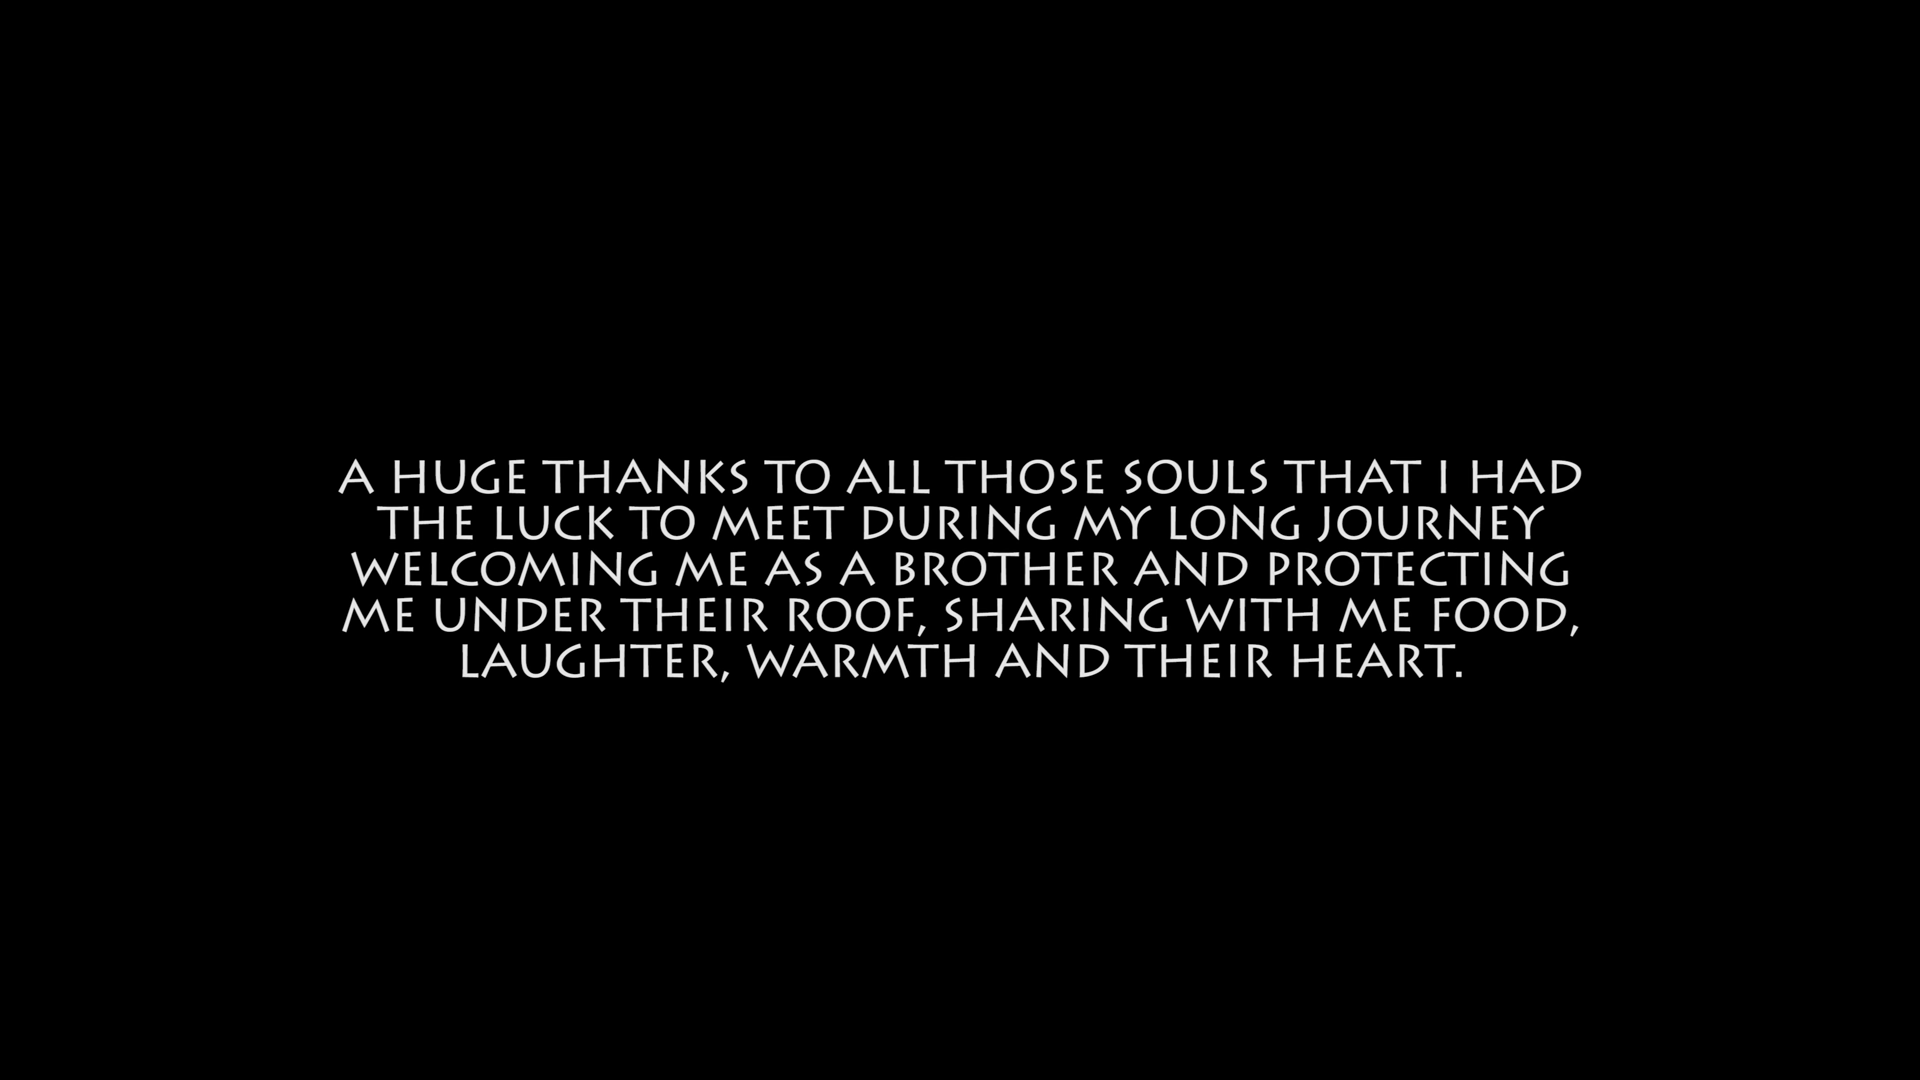 A HUGE THANKS TO ALL THOSE SOULS THAT I HAD
THE LUCK TO MEET DURING MY LONG JOURNEY
WELCOMING ME AS A BROTHER AND PROTECTING
ME UNDER THEIR ROOF, SHARING WITH ME FOOD,
LAUGHTER, WARMTH AND THEIR HEART.